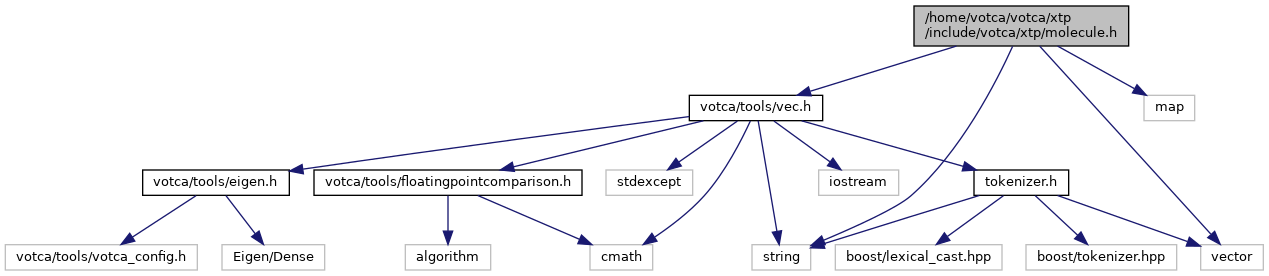 /home/votca/votca/xtp
/include/votca/xtp/molecule.h
votca/tools/vec.h
map
votca/tools/eigen.h
votca/tools/floatingpointcomparison.h
stdexcept
iostream
tokenizer.h
votca/tools/votca_config.h
Eigen/Dense
algorithm
cmath
string
boost/lexical_cast.hpp
boost/tokenizer.hpp
vector